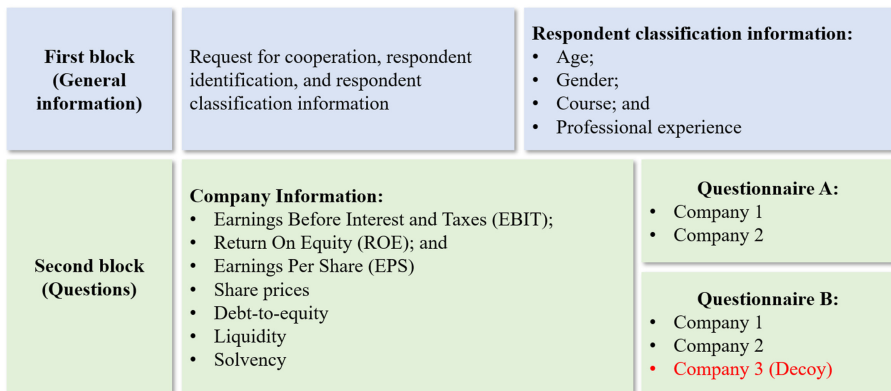 First block
(General
information)
Request for cooperation, respondent
identification, and respondent
classification information
Respondent classification information:
• Age;
• Gender;
• Course; and
• Professional experience
Second block
(Questions)
Company Information:
• Earnings Before Interest and Taxes (EBIT);
• Return On Equity (ROE); and
• Earnings Per Share (EPS)
• Share prices
• Debt-to-equity
• Liquidity
• Solvency
Questionnaire A:
• Company 1
• Company 2
Questionnaire B:
• Company 1
• Company 2
• Company 3 (Decoy)